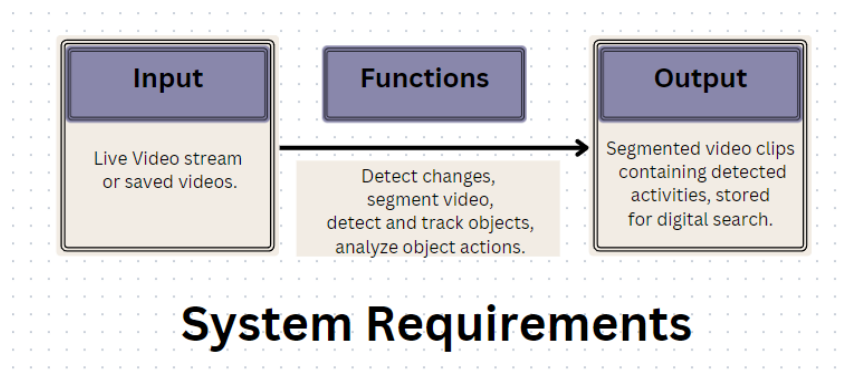 Input
Live Video stream
or saved videos.
Functions
Detect changes,
segment video,
detect and track objects,
analyze object actions.
Output
Segmented video clips
containing detected
activities, stored
for digital search.
System Requirements